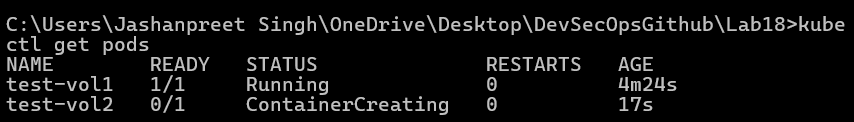 C:\Users\Jashanpreet Singh\OneDrive\Desktop\DevSecOpsGithub\Lab18>kube
ctl get pods
NAME READY STATUS RESTARTS AGE
test-vol1 1/1 Running 0 4m24s
test-vol2 0/1 ContainerCreating 0 17s